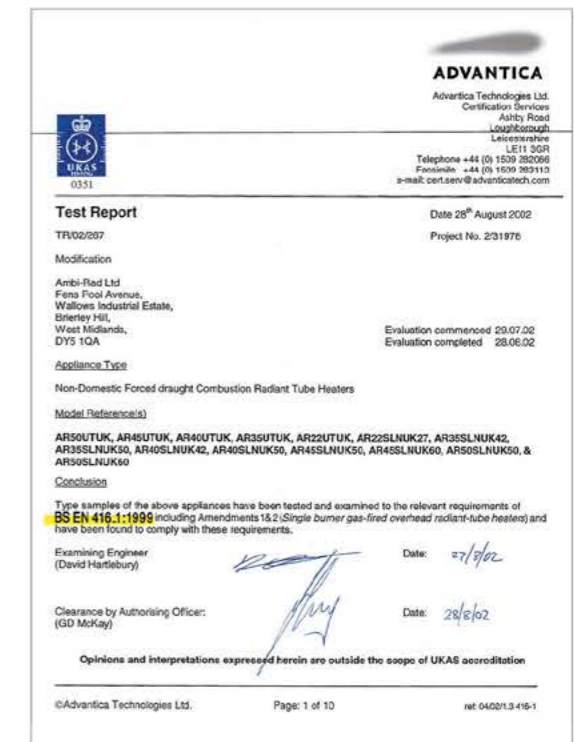 ADVANTICA
Advantica Technologies Ltd.
Certification Services
Ashby Road
Loughborough
Leicestershire
LE11 3GR
Telephone +44 (0) 1509 282066
Facsimile +44 (0) 1509 283113
e-mail: cert.serv@advanticatech.com
UKAS
TESTING
0351
Test Report
Date 28th August 2002
TR/02/267
Project No. 2/31976
Modification
Ambi-Rad Ltd
Fens Pool Avenue,
Wallows Industrial Estate,
Brierley Hill,
West Midlands,
DY5 1QA
Evaluation commenced 29.07.02
Evaluation completed 28.08.02
Appliance Type
Non-Domestic Forced draught Combustion Radiant Tube Heaters
Model Reference(s)
AR50UTUK, AR45UTUK, AR40UTUK, AR35UTUK, AR22UTUK, AR22SLNUK27, AR35SLNUK42,
AR35SLNUK50, AR40SLNUK42, AR40SLNUK50, AR45SLNUK50, AR45SLNUK60, AR50SLNUK50, &
AR50SLNUK60
Conclusion
Type samples of the above appliances have been tested and examined to the relevant requirements of
BS EN 416.1:1999 including Amendments 1&2 (Single burner gas-fired overhead radiant-tube heaters) and
have been found to comply with these requirements.
Examining Engineer
(David Hartlebury)
Date: 27/8/02
Clearance by Authorising Officer:
(GD McKay)
Date: 28/8/02
Opinions and interpretations expressed herein are outside the scope of UKAS accreditation
©Advantica Technologies Ltd.
Page: 1 of 10
ref: 04/02/1.3 416-1